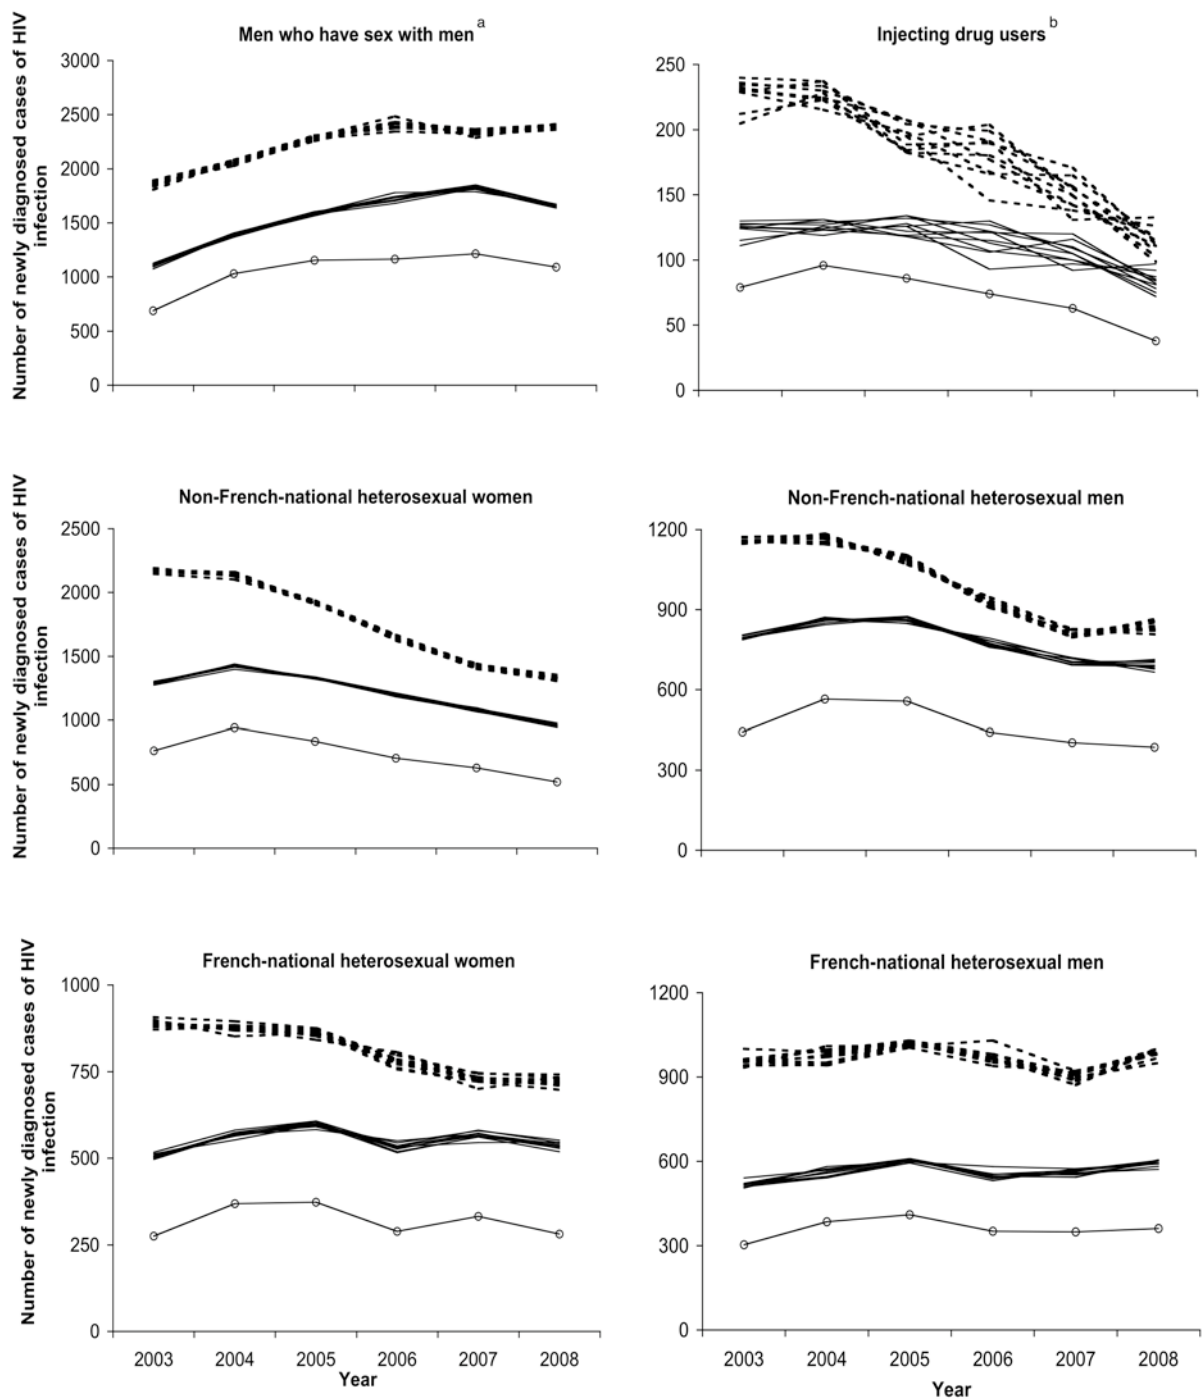 Men who have sex with men a
Number of newly diagnosed cases of HIV
infection
3000
2500
2000
1500
1000
500
0
Injecting drug users b
250
200
150
100
50
0
Non-French-national heterosexual women
Number of newly diagnosed cases of HIV
infection
2500
2000
1500
1000
500
0
Non-French-national heterosexual men
1200
900
600
300
0
French-national heterosexual women
Number of newly diagnosed cases of HIV
infection
1000
750
500
250
0
2003 2004 2005 2006 2007 2008
Year
French-national heterosexual men
1200
900
600
300
0
2003 2004 2005 2006 2007 2008
Year